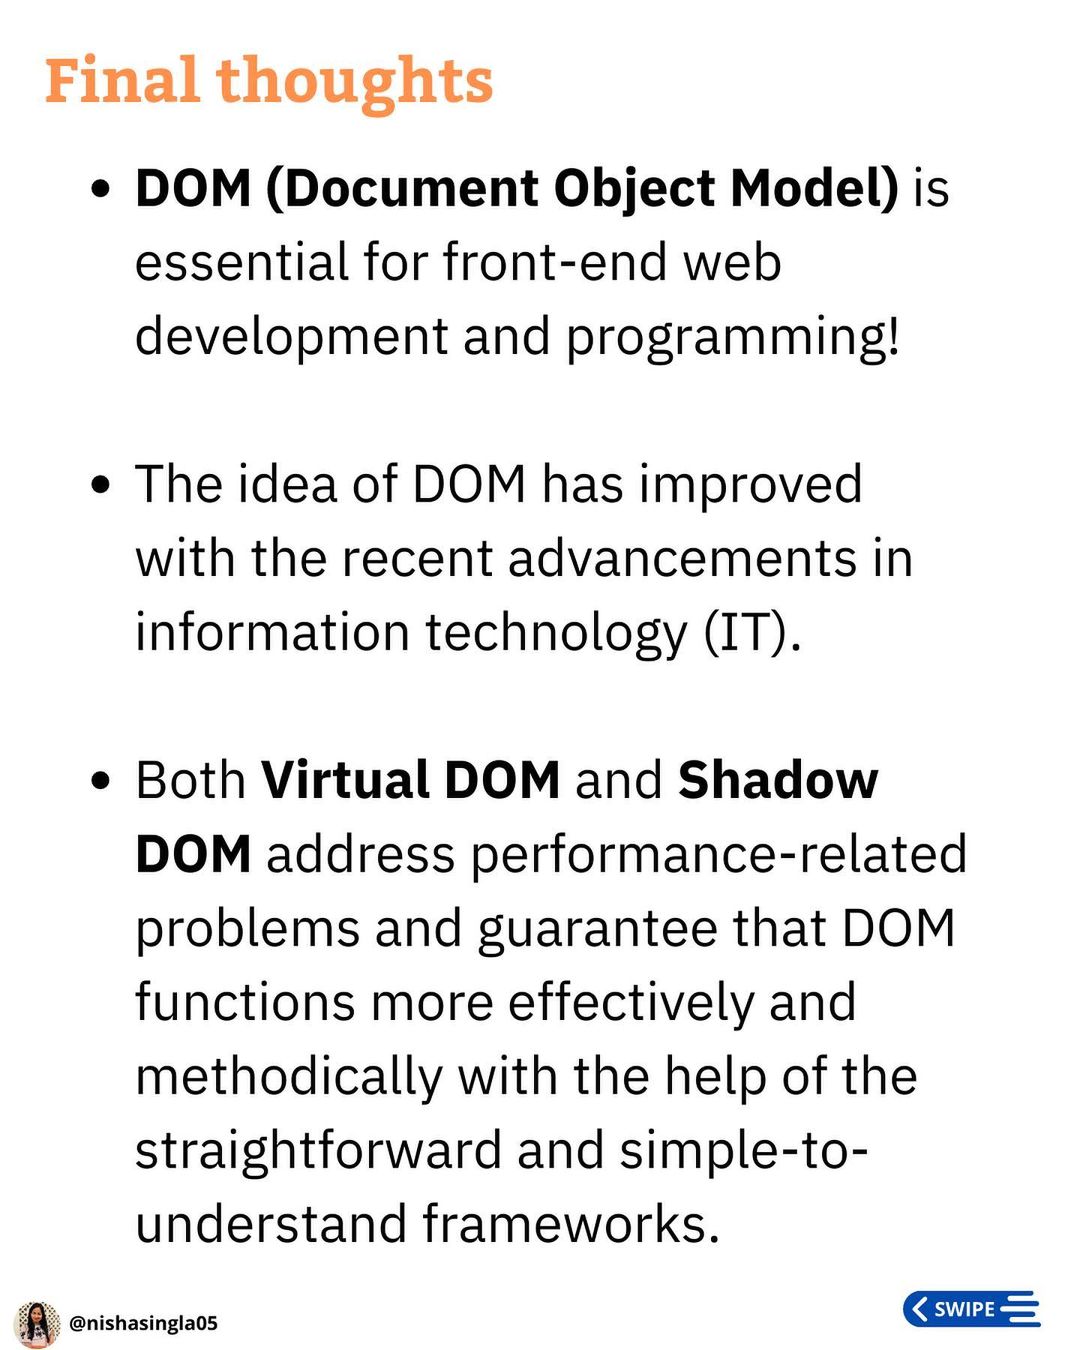 Final thoughts
• DOM (Document Object Model) is
essential for front-end web
development and programming!
• The idea of DOM has improved
with the recent advancements in
information technology (IT).
• Both Virtual DOM and Shadow
DOM address performance-related
problems and guarantee that DOM
functions more effectively and
methodically with the help of the
straightforward and simple-to-
understand frameworks.
@nishasingla05
SWIPE